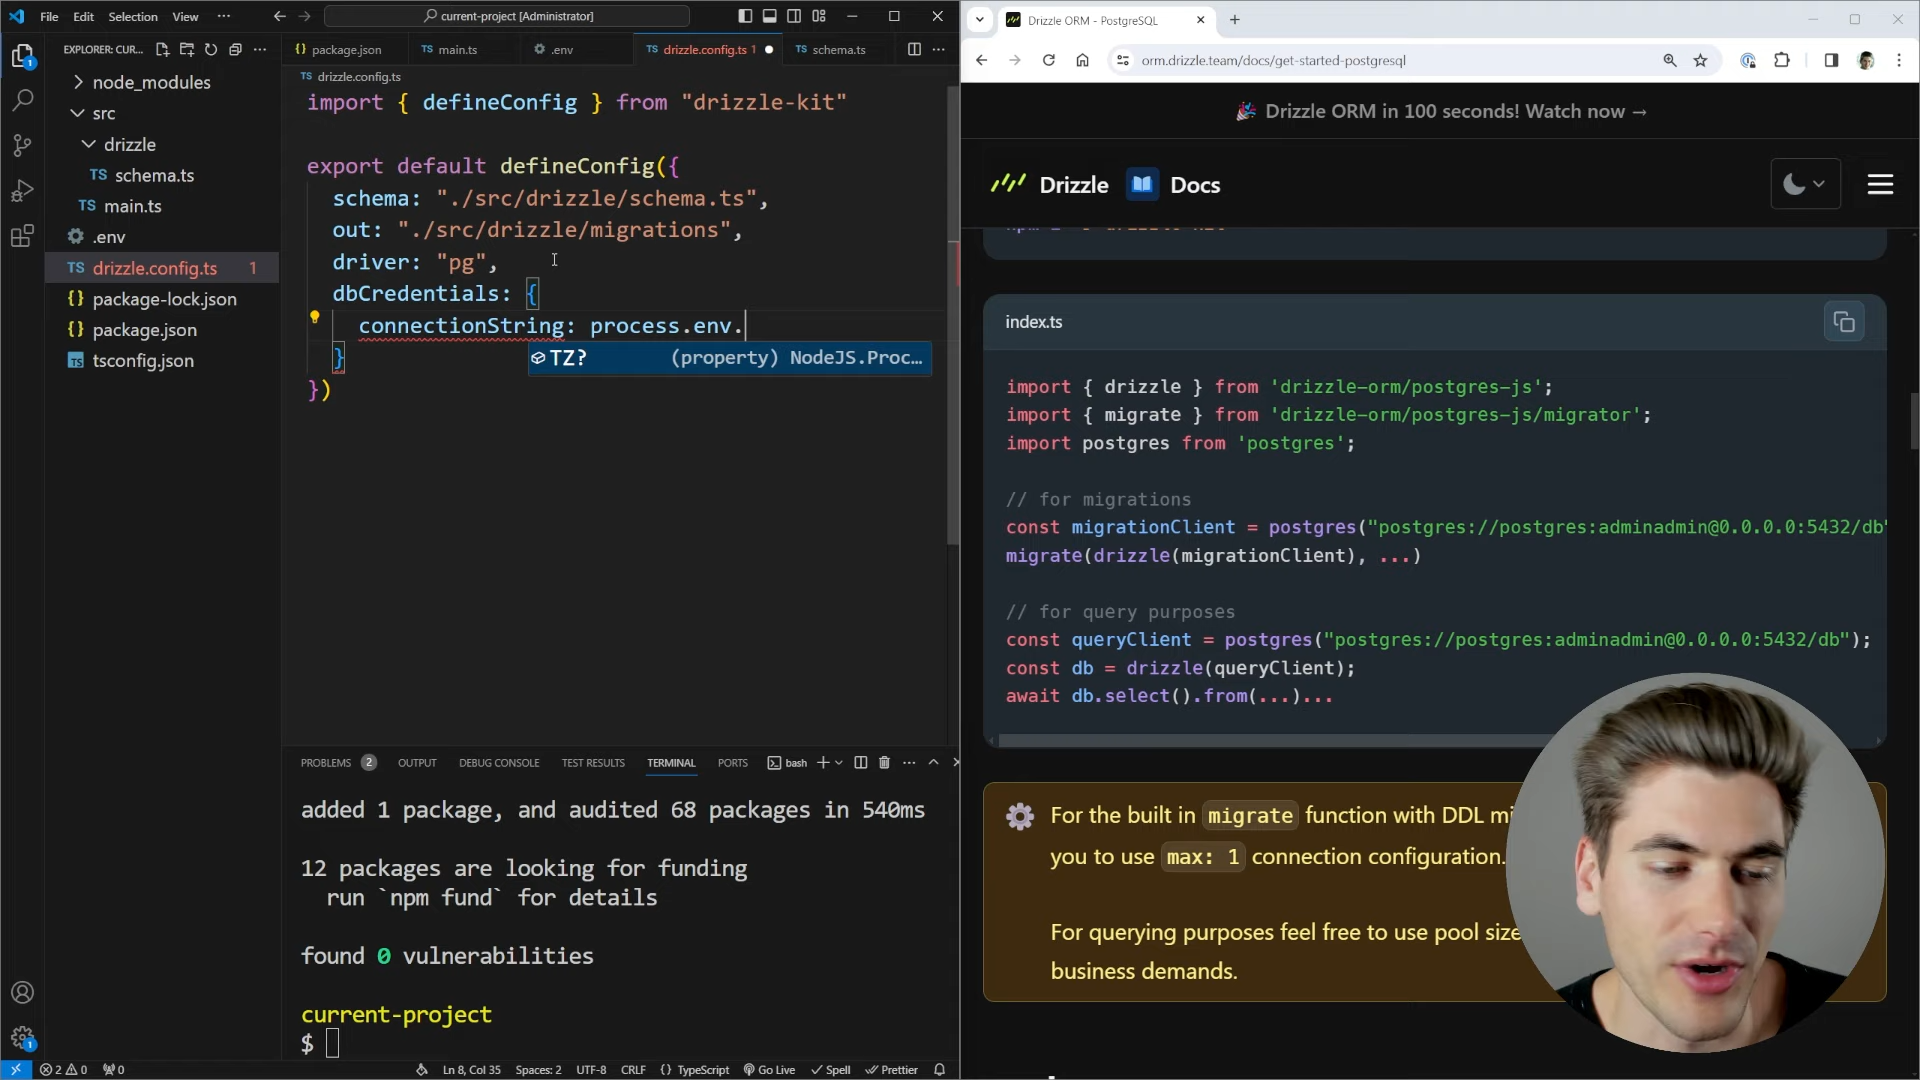 File Edit Selection View ··· current-project [Administrator]
EXPLORER: CUR...
node_modules
src
drizzle
TS schema.ts
TS main.ts
.env
TS drizzle.config.ts 1
{} package-lock.json
{} package.json
TS tsconfig.json
{} package.json TS main.ts .env TS drizzle.config.ts 1 TS schema.ts
TS drizzle.config.ts
import { defineConfig } from "drizzle-kit"
export default defineConfig({
schema: "./src/drizzle/schema.ts",
out: "./src/drizzle/migrations",
driver: "pg",
dbCredentials: {
connectionString: process.env.
TZ? (property) NodeJS.Proc...
}
})
PROBLEMS 2 OUTPUT DEBUG CONSOLE TEST RESULTS TERMINAL PORTS bash
added 1 package, and audited 68 packages in 540ms
12 packages are looking for funding
run `npm fund` for details
found 0 vulnerabilities
current-project
$
2 0 0 Ln 8, Col 35 Spaces: 2 UTF-8 CRLF {} TypeScript Go Live Spell Prettier
Drizzle ORM - PostgreSQL
orm.drizzle.team/docs/get-started-postgresql
Drizzle ORM in 100 seconds! Watch now →
Drizzle Docs
index.ts
import { drizzle } from 'drizzle-orm/postgres-js';
import { migrate } from 'drizzle-orm/postgres-js/migrator';
import postgres from 'postgres';
// for migrations
const migrationClient = postgres("postgres://postgres:adminadmin@0.0.0.0:5432/db"
migrate(drizzle(migrationClient), ...)
// for query purposes
const queryClient = postgres("postgres://postgres:adminadmin@0.0.0.0:5432/db");
const db = drizzle(queryClient);
await db.select().from(...)...
For the built in migrate function with DDL mi
you to use max: 1 connection configuration.
For querying purposes feel free to use pool size
business demands.